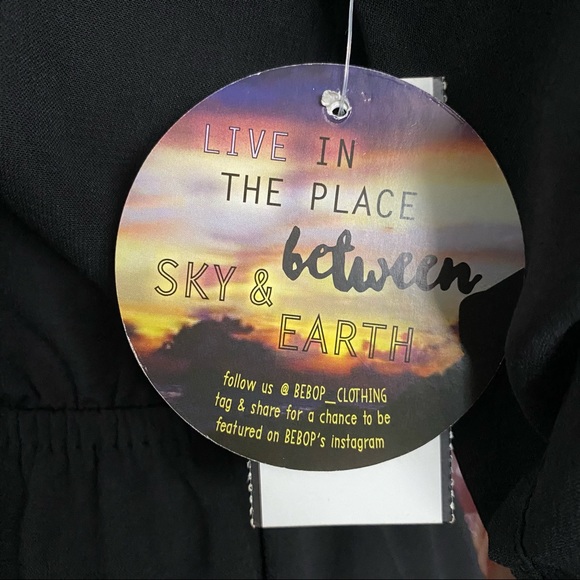 LIVE IN
THE PLACE
between
SKY &
EARTH
follow us @ BEBOP_CLOTHING
tag & share for a chance to be
featured on BEBOP's instagram